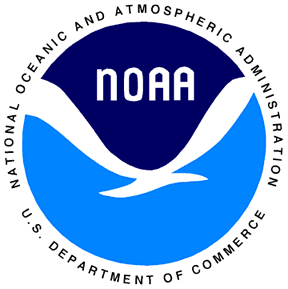 NATIONAL OCEANIC AND ATMOSPHERIC ADMINISTRATION
NOAA
U.S. DEPARTMENT OF COMMERCE